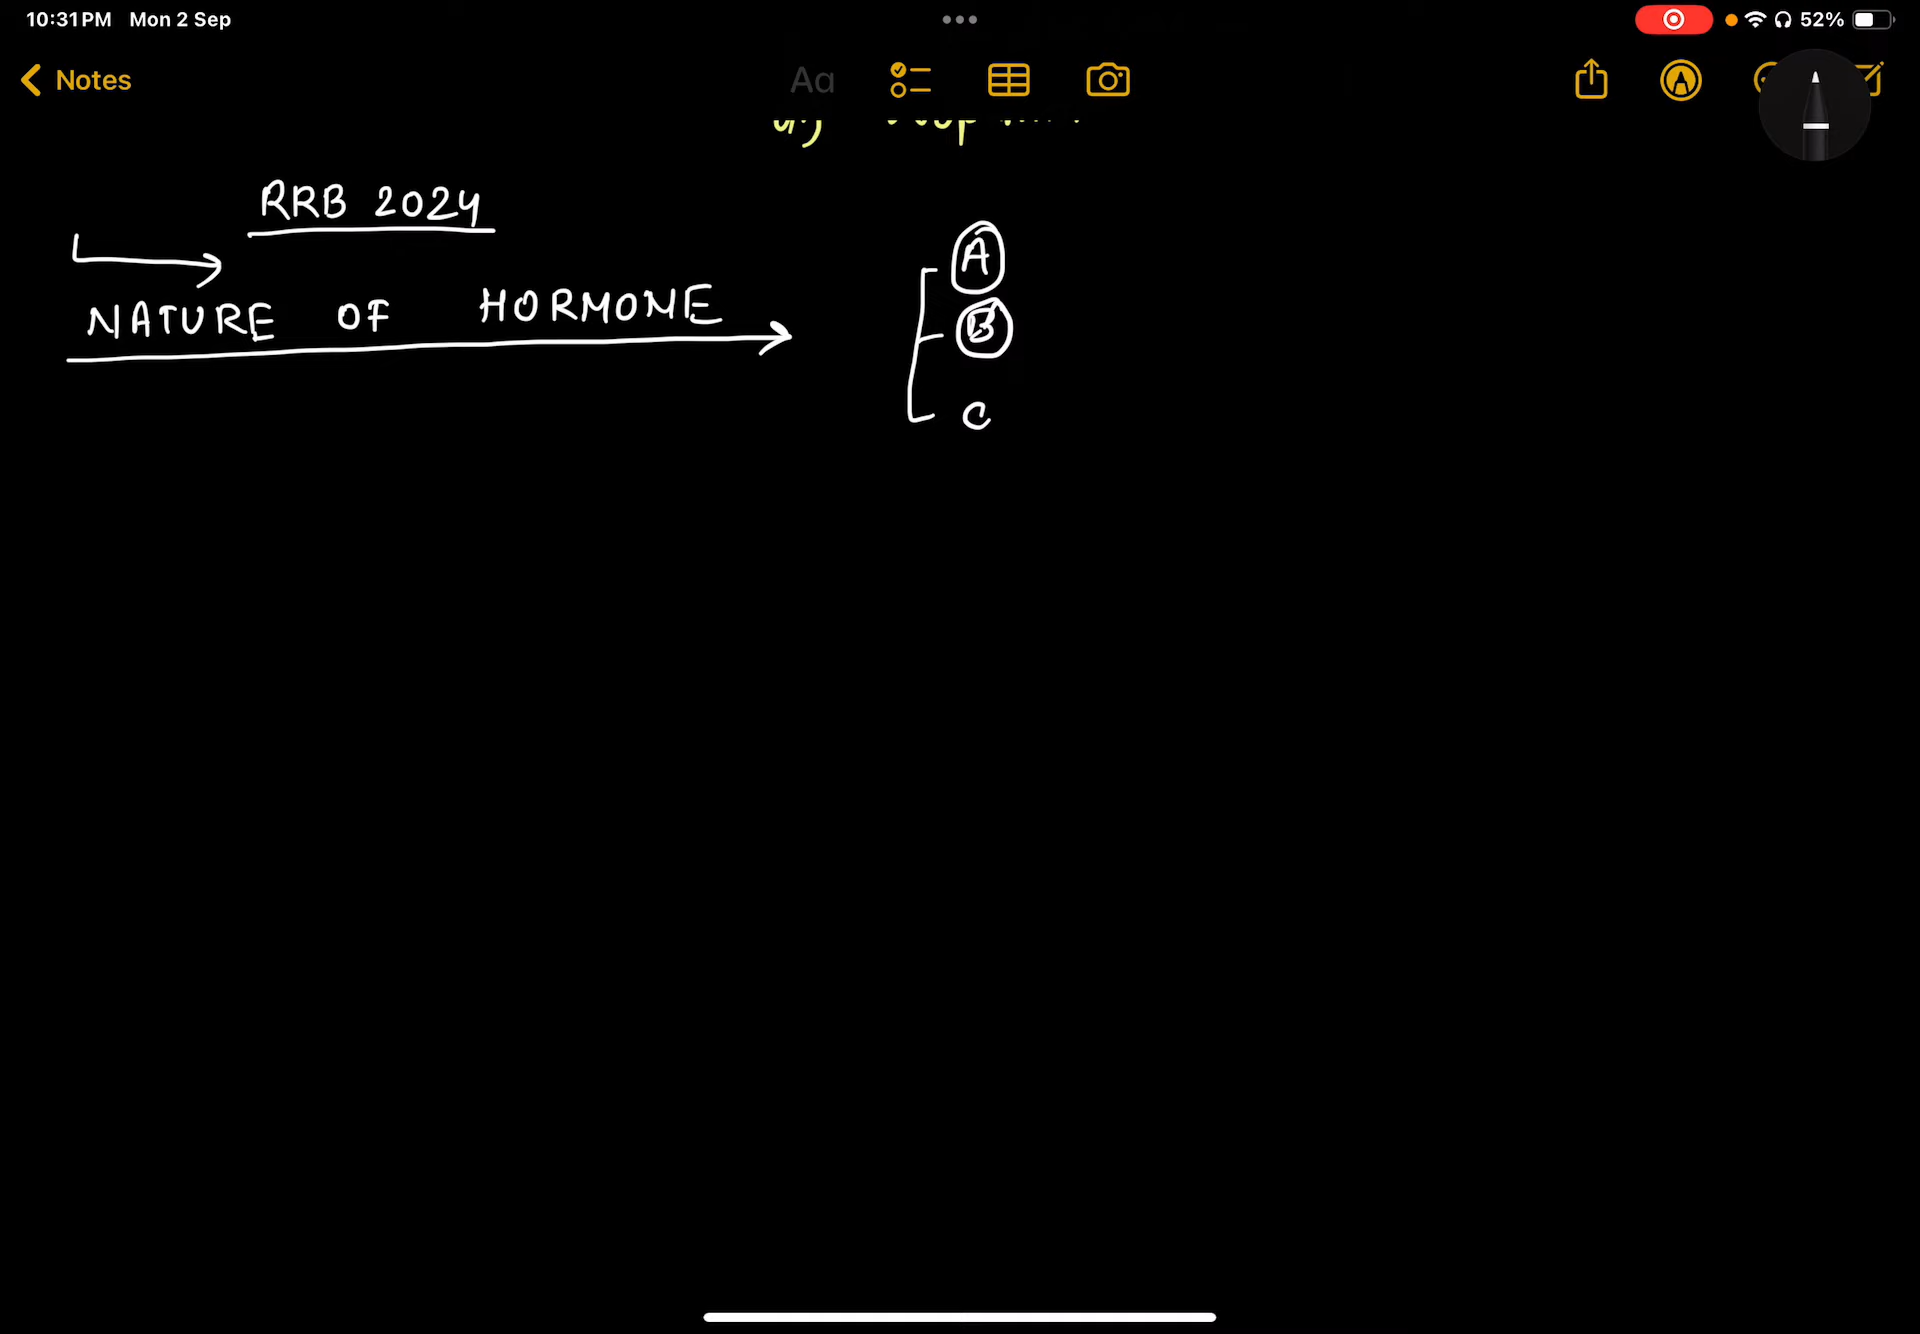 10:31 PM Mon 2 Sep
52%
Notes
Aa
RRB 2024
NATURE OF HORMONE
A
B
C